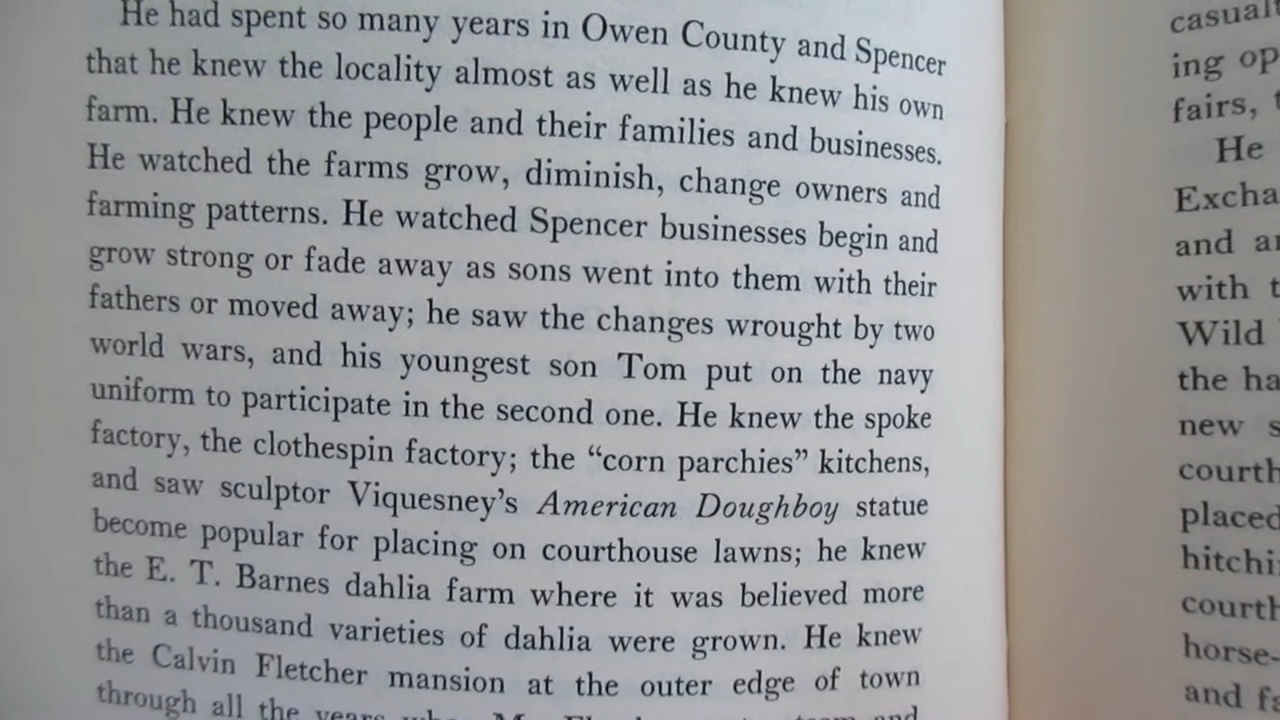 He had spent so many years in Owen County and Spencer
that he knew the locality almost as well as he knew his own
farm. He knew the people and their families and businesses.
He watched the farms grow, diminish, change owners and
farming patterns. He watched Spencer businesses begin and
grow strong or fade away as sons went into them with their
fathers or moved away; he saw the changes wrought by two
world wars, and his youngest son Tom put on the navy
uniform to participate in the second one. He knew the spoke
factory, the clothespin factory; the “corn parchies” kitchens,
and saw sculptor Viquesney’s American Doughboy statue
become popular for placing on courthouse lawns; he knew
the E. T. Barnes dahlia farm where it was believed more
than a thousand varieties of dahlia were grown. He knew
the Calvin Fletcher mansion at the outer edge of town
through all the years
casual
ing op
fairs,
He
Excha
and
with
Wild
the ha
new s
courth
placed
hitchi
courth
horse-
and fa